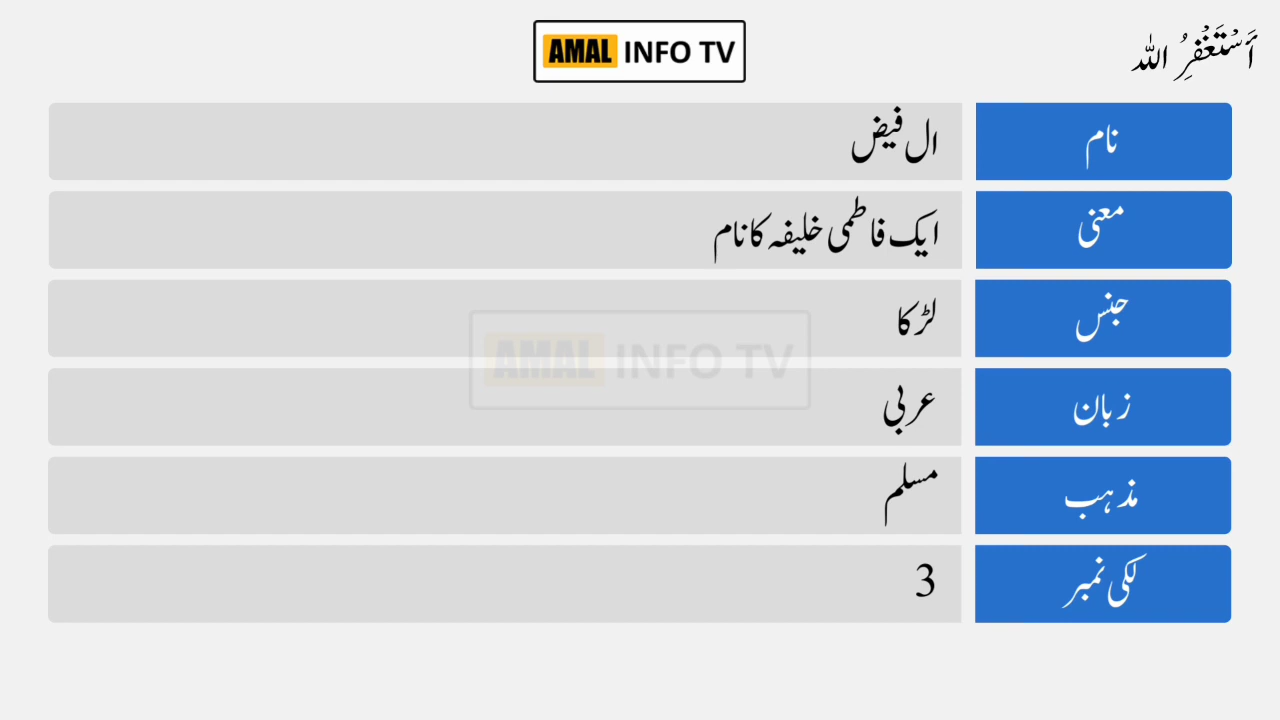 AMAL INFO TV
أَسْتَغْفِرُ اللہ
نام ال فیض
معنی ایک فاطمی خلیفہ کا نام
جنس لڑکا
AMAL INFO TV
زبان عربی
مذہب مسلم
لکی نمبر 3